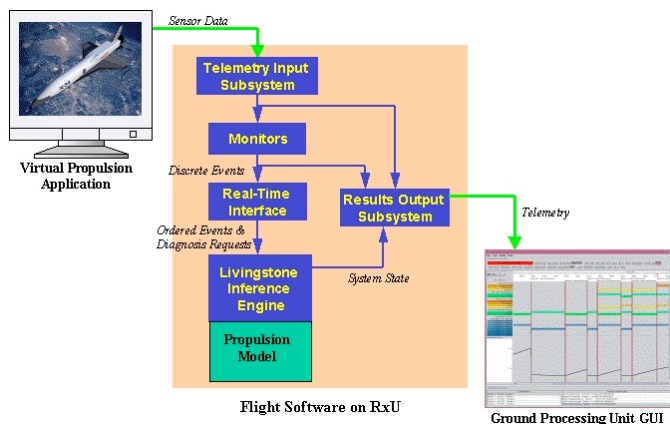 Sensor Data
Telemetry Input
Subsystem
Monitors
Virtual Propulsion
Application
Discrete Events
Real-Time
Interface
Results Output
Subsystem
Telemetry
Ordered Events &
Diagnosis Requests
Livingstone
Inference
Engine
System State
Propulsion
Model
Flight Software on RxU
Ground Processing Unit GUI